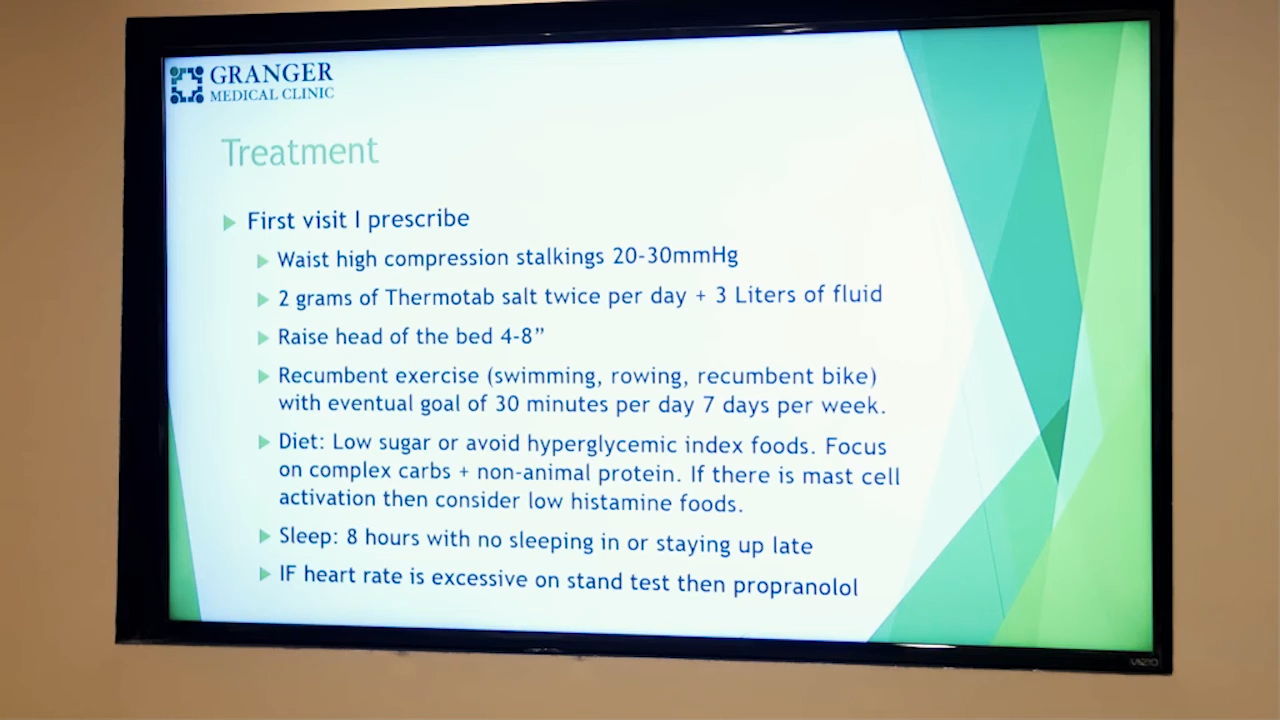 GRANGER
MEDICAL CLINIC
Treatment
First visit I prescribe
Waist high compression stalkings 20-30mmHg
2 grams of Thermotab salt twice per day + 3 Liters of fluid
Raise head of the bed 4-8”
Recumbent exercise (swimming, rowing, recumbent bike)
with eventual goal of 30 minutes per day 7 days per week.
Diet: Low sugar or avoid hyperglycemic index foods. Focus
on complex carbs + non-animal protein. If there is mast cell
activation then consider low histamine foods.
Sleep: 8 hours with no sleeping in or staying up late
IF heart rate is excessive on stand test then propranolol
VIZIO